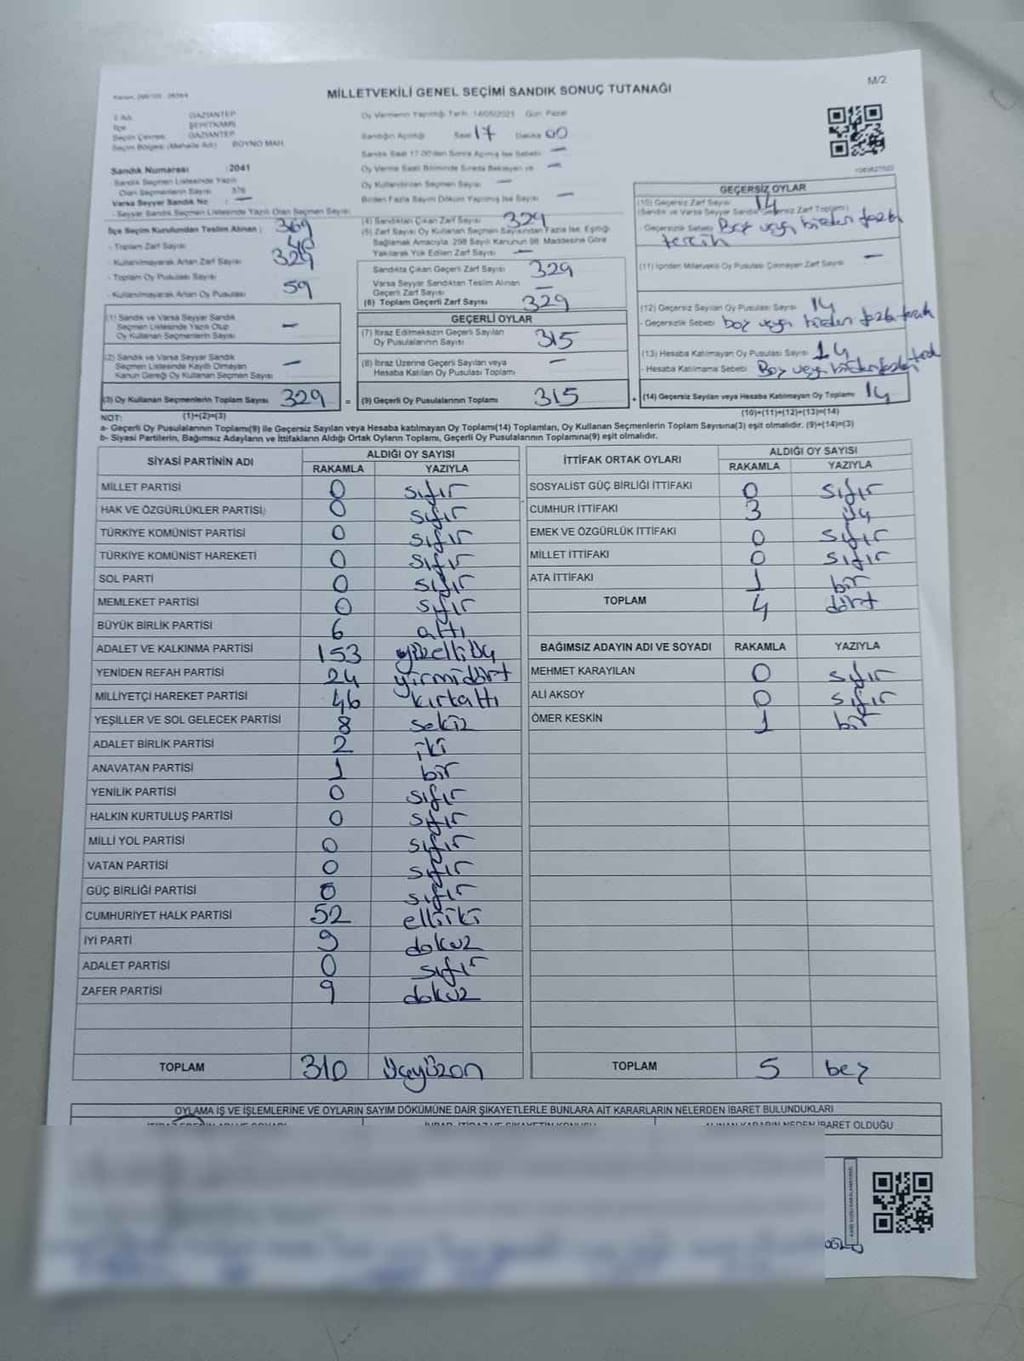 M/2
MİLLETVEKİLİ GENEL SEÇİMİ SANDIK SONUÇ TUTANAĞI
İl Adı GAZİANTEP
İlçe ŞEHİTKAMİL
Seçim Çevresi GAZİANTEP
Seçim Bölgesi (Mahalle Adı) BOYNO MAH.
Sandık Numarası :2041
Sandık Seçmen Listesinde Yazılı
Olan Seçmenlerin Sayısı 376
Varsa Seyyar Sandık No : —
Seyyar Sandık Seçmen Listesinde Yazılı Olan Seçmen Sayısı
İlçe Seçim Kurulundan Teslim Alınan : 369
- Toplam Zarf Sayısı
- Kullanılmayarak Artan Zarf Sayısı 40
- Toplam Oy Pusulası Sayısı 329
- Kullanılmayarak Artan Oy Pusulası 59
(1) Sandık ve Varsa Seyyar Sandık
Seçmen Listesinde Yazılı Olup
Oy Kullanan Seçmenlerin Sayısı —
(2) Sandık ve Varsa Seyyar Sandık
Seçmen Listesinde Kayıtlı Olmayan
Kanun Gereği Oy Kullanan Seçmen Sayısı —
(3) Oy Kullanan Seçmenlerin Toplam Sayısı 329 =
Oy Vermenin Yapıldığı Tarih: Gün: Pazar
Sandığın Açıldığı Saat 17 Dakika 00
Sandık Saat 17.00'den Sonra Açılmış İse Sebebi —
Oy Verme Saati Bitiminde Sırada Bekleyen ve —
Oy Kullandırılan Seçmen Sayısı —
Birden Fazla Sayım Döküm Yapılmış İse Sayısı —
(4) Sandıktan Çıkan Zarf Sayısı 329
(5) Zarf Sayısı Oy Kullanan Seçmen Sayısından Fazla İse, Eşitliği
Sağlamak Amacıyla, 298 Sayılı Kanunun 98. Maddesine Göre
Yakılarak Yok Edilen Zarf Sayısı —
Sandıkta Çıkan Geçerli Zarf Sayısı 329
Varsa Seyyar Sandıktan Teslim Alınan
Geçerli Zarf Sayısı —
(6) Toplam Geçerli Zarf Sayısı 329
GEÇERLİ OYLAR
(7) İtiraz Edilmeksizin Geçerli Sayılan
Oy Pusulalarının Sayısı 315
(8) İtiraz Üzerine Geçerli Sayılan veya
Hesaba Katılan Oy Pusulası Toplamı —
(9) Geçerli Oy Pusulalarının Toplamı 315 +
GEÇERSİZ OYLAR
(10) Geçersiz Zarf Sayısı 14
(Sandık ve Varsa Seyyar Sandık Geçersiz Zarf Toplamı)
- Geçersizlik Sebebi Boş veya birden fazla
tercih
(11) İçinden Milletvekili Oy Pusulası Çıkmayan Zarf Sayısı —
(12) Geçersiz Sayılan Oy Pusulası Sayısı 14
- Geçersizlik Sebebi boş veya birden fazla tercih
(13) Hesaba Katılmayan Oy Pusulası Sayısı 14
- Hesaba Katılmama Sebebi Boş veya birden fazla tercih
(14) Geçersiz Sayılan veya Hesaba Katılmayan Oy Toplamı 14
NOT: (1)+(2)=(3) (10)+(11)+(12)+(13)=(14)
a- Geçerli Oy Pusulalarının Toplamı(9) ile Geçersiz Sayılan veya Hesaba katılmayan Oy Toplamı(14) Toplamları, Oy Kullanan Seçmenlerin Toplam Sayısına(3) eşit olmalıdır. (9)+(14)=(3)
b- Siyasi Partilerin, Bağımsız Adayların ve İttifakların Aldığı Ortak Oyların Toplamı, Geçerli Oy Pusulalarının Toplamına(9) eşit olmalıdır.
SİYASİ PARTİNİN ADI ALDIĞI OY SAYISI
RAKAMLA YAZIYLA
MİLLET PARTİSİ 0 sıfır
HAK VE ÖZGÜRLÜKLER PARTİSİ 0 sıfır
TÜRKİYE KOMÜNİST PARTİSİ 0 sıfır
TÜRKİYE KOMÜNİST HAREKETİ 0 sıfır
SOL PARTİ 0 sıfır
MEMLEKET PARTİSİ 0 sıfır
BÜYÜK BİRLİK PARTİSİ 6 altı
ADALET VE KALKINMA PARTİSİ 153 yüzelliüç
YENİDEN REFAH PARTİSİ 24 yirmidört
MİLLİYETÇİ HAREKET PARTİSİ 46 kırkaltı
YEŞİLLER VE SOL GELECEK PARTİSİ 8 sekiz
ADALET BİRLİK PARTİSİ 2 iki
ANAVATAN PARTİSİ 1 bir
YENİLİK PARTİSİ 0 sıfır
HALKIN KURTULUŞ PARTİSİ 0 sıfır
MİLLİ YOL PARTİSİ 0 sıfır
VATAN PARTİSİ 0 sıfır
GÜÇ BİRLİĞİ PARTİSİ 0 sıfır
CUMHURİYET HALK PARTİSİ 52 elliiki
İYİ PARTİ 9 dokuz
ADALET PARTİSİ 0 sıfır
ZAFER PARTİSİ 9 dokuz
TOPLAM 310 Üçyüzon
İTTİFAK ORTAK OYLARI ALDIĞI OY SAYISI
RAKAMLA YAZIYLA
SOSYALİST GÜÇ BİRLİĞİ İTTİFAKI 0 sıfır
CUMHUR İTTİFAKI 3 üç
EMEK VE ÖZGÜRLÜK İTTİFAKI 0 sıfır
MİLLET İTTİFAKI 0 sıfır
ATA İTTİFAKI 1 bir
TOPLAM 4 dört
BAĞIMSIZ ADAYIN ADI VE SOYADI RAKAMLA YAZIYLA
MEHMET KARAYILAN 0 sıfır
ALİ AKSOY 0 sıfır
ÖMER KESKİN 1 bir
TOPLAM 5 beş
OYLAMA İŞ VE İŞLEMLERİNE VE OYLARIN SAYIM DÖKÜMÜNE DAİR ŞİKAYETLERLE BUNLARA AİT KARARLARIN NELERDEN İBARET BULUNDUKLARI
ALINAN KARARIN NEDEN İBARET OLDUĞU